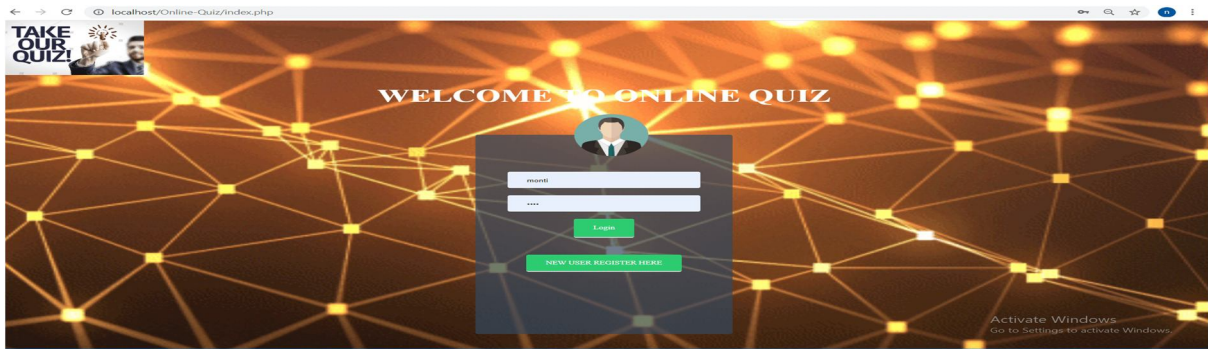 localhost/Online-Quiz/index.php
n
TAKE
OUR
QUIZ!
WELCOME TO ONLINE QUIZ
monti
••••
Login
NEW USER REGISTER HERE
Activate Windows
Go to Settings to activate Windows.